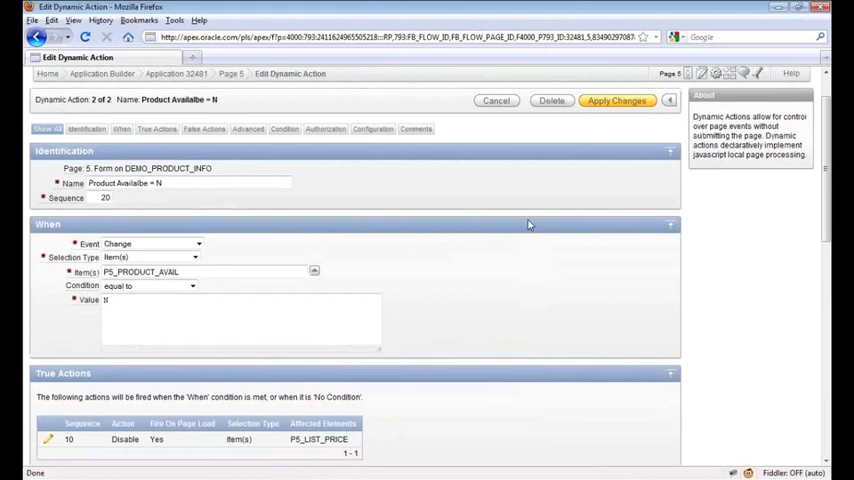 Edit Dynamic Action - Mozilla Firefox
File Edit View History Bookmarks Tools Help
Google
Edit Dynamic Action
Home Application Builder Application 32481 Page 5 Edit Dynamic Action Page 5 Help
Dynamic Action: 2 of 2 Name: Product Availalbe = N Cancel Delete Apply Changes
Show All Identification When True Actions False Actions Advanced Condition Authorization Configuration Comments
Identification
Page: 5. Form on DEMO_PRODUCT_INFO
* Name Product Availalbe = N
* Sequence 20
When
* Event Change
* Selection Type Item(s)
* Item(s) P5_PRODUCT_AVAIL
Condition equal to
* Value N
True Actions
The following actions will be fired when the 'When' condition is met, or when it is 'No Condition'.
Sequence Action Fire On Page Load Selection Type Affected Elements
10 Disable Yes Item(s) P5_LIST_PRICE
1 - 1
About
Dynamic Actions allow for control
over page events without
submitting the page. Dynamic
actions declaratively implement
javascript local page processing.
Done Fiddler: OFF (auto)